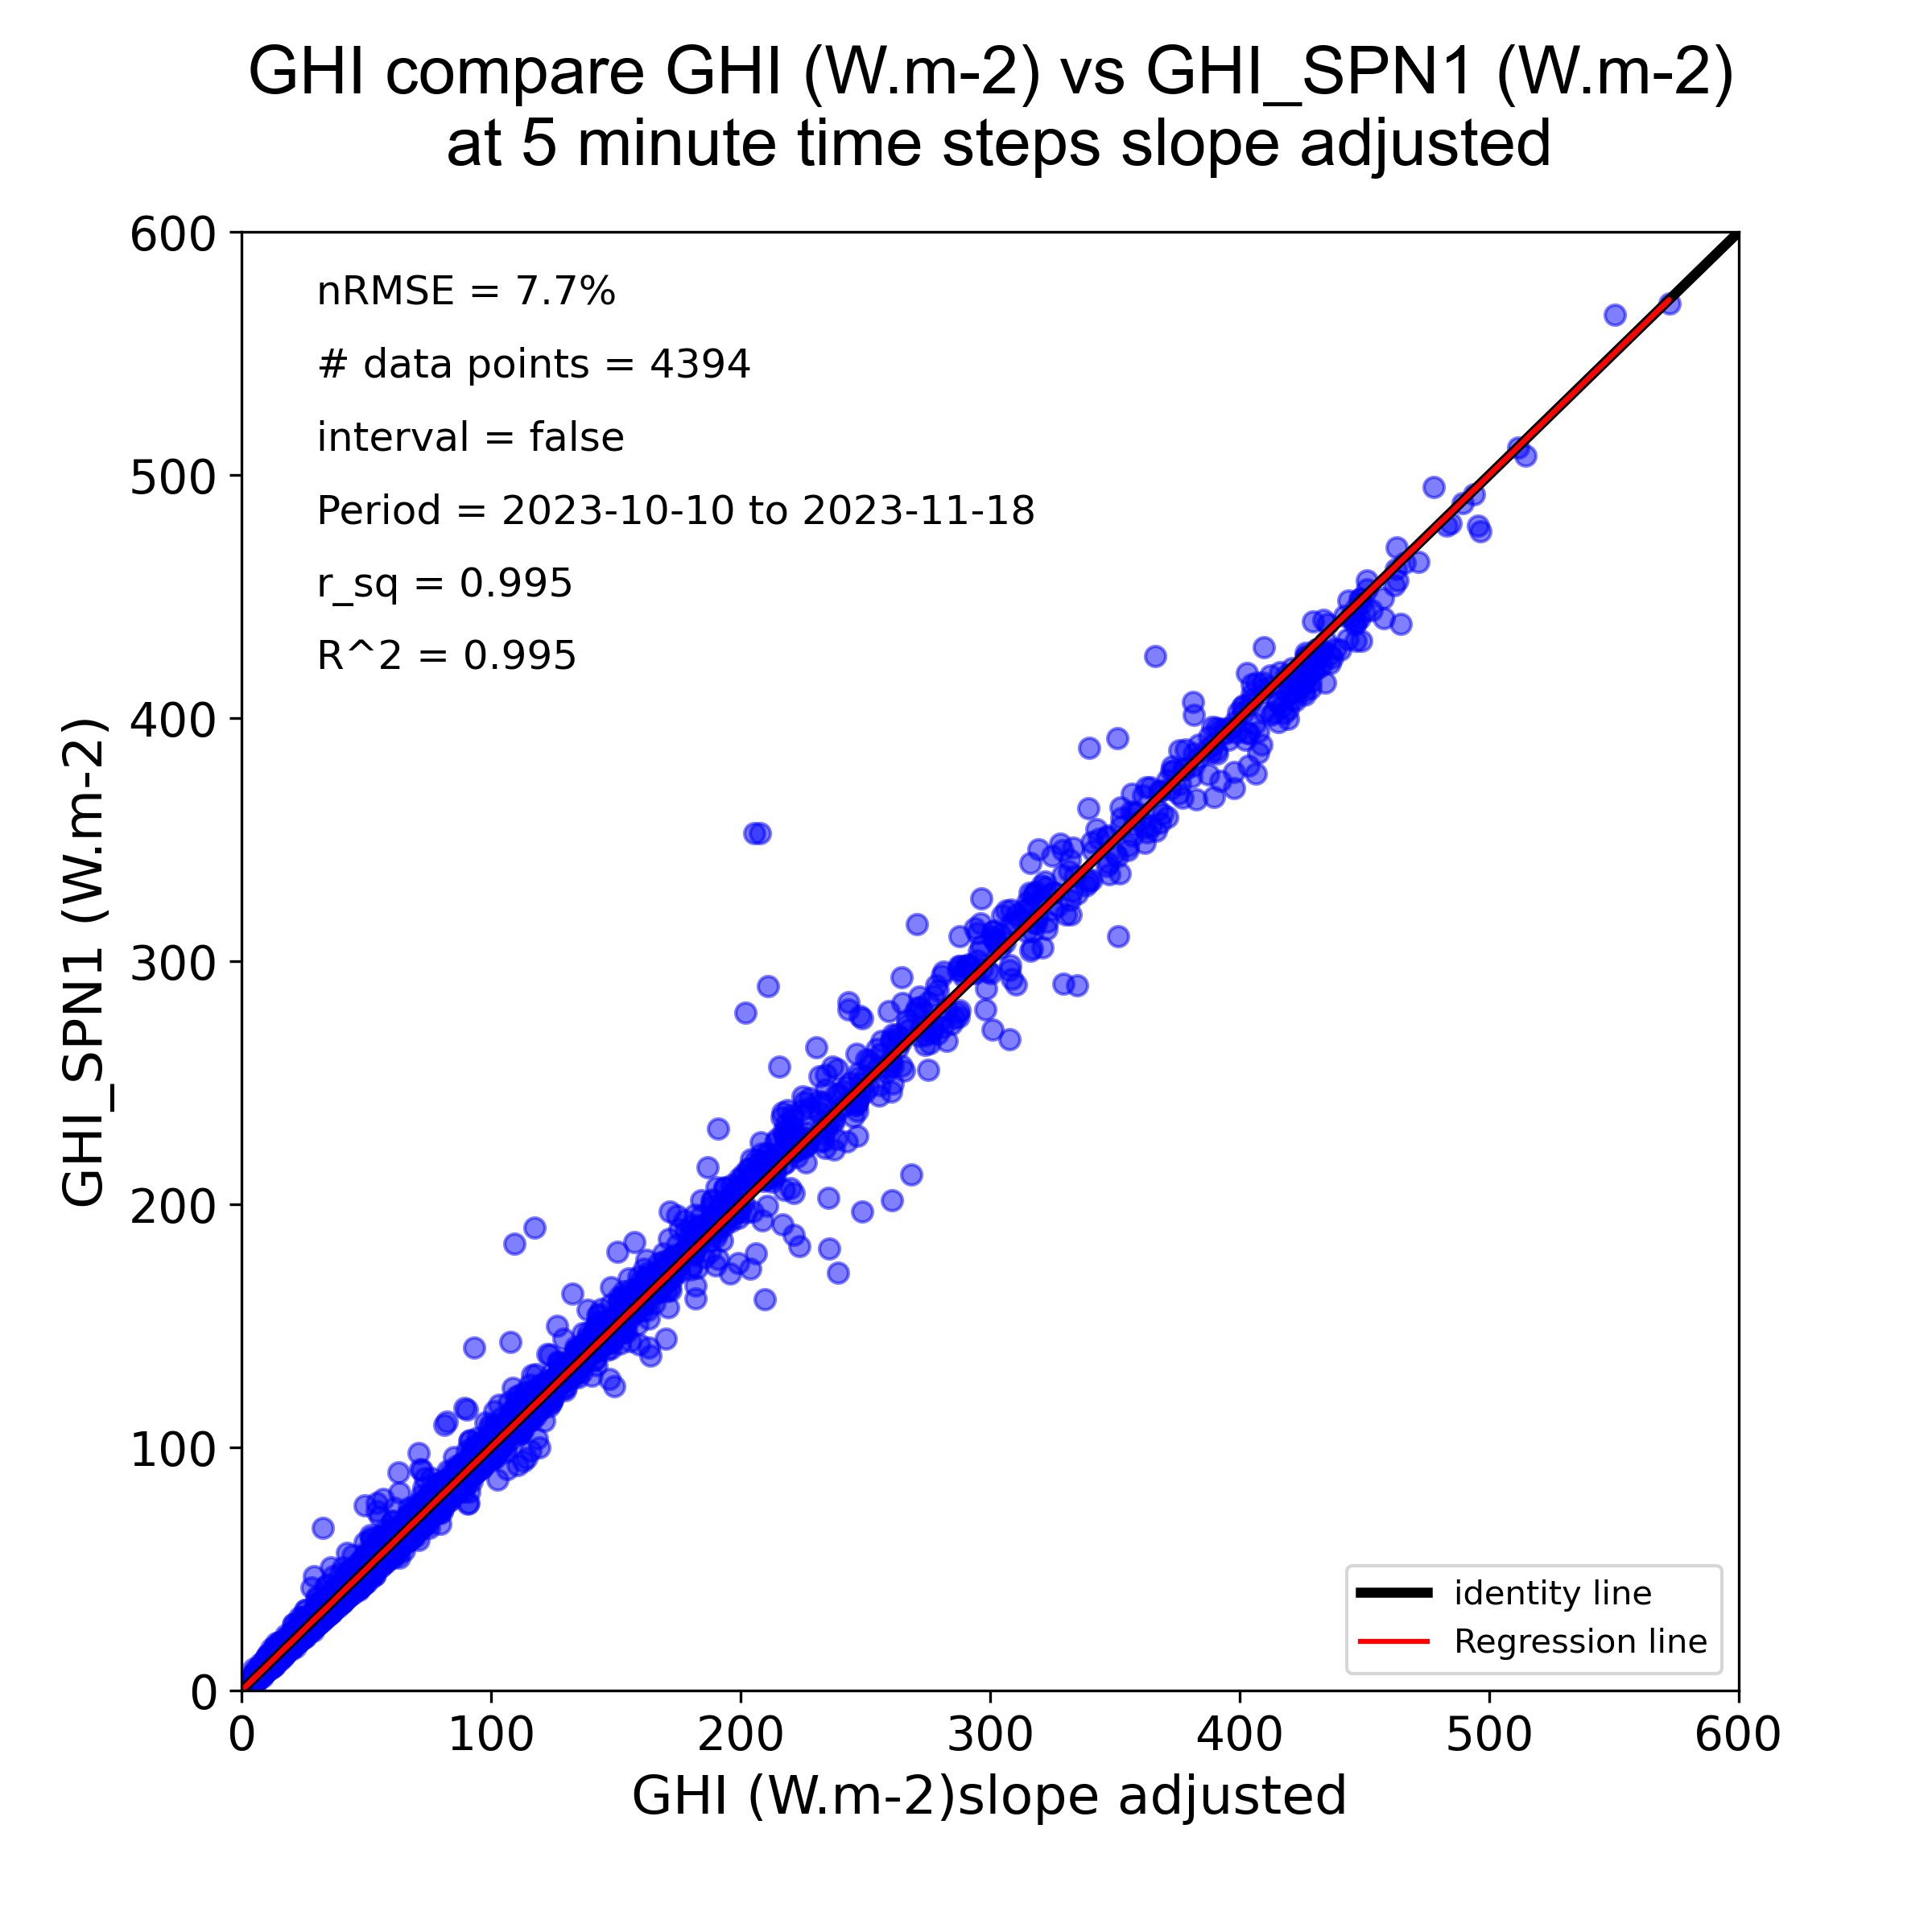 GHI compare GHI (W.m-2) vs GHI_SPN1 (W.m-2)
at 5 minute time steps slope adjusted
600
500
400
300
200
100
0
GHI_SPN1 (W.m-2)
nRMSE = 7.7%
# data points = 4394
interval = false
Period = 2023-10-10 to 2023-11-18
r_sq = 0.995
R^2 = 0.995
identity line
Regression line
0 100 200 300 400 500 600
GHI (W.m-2)slope adjusted